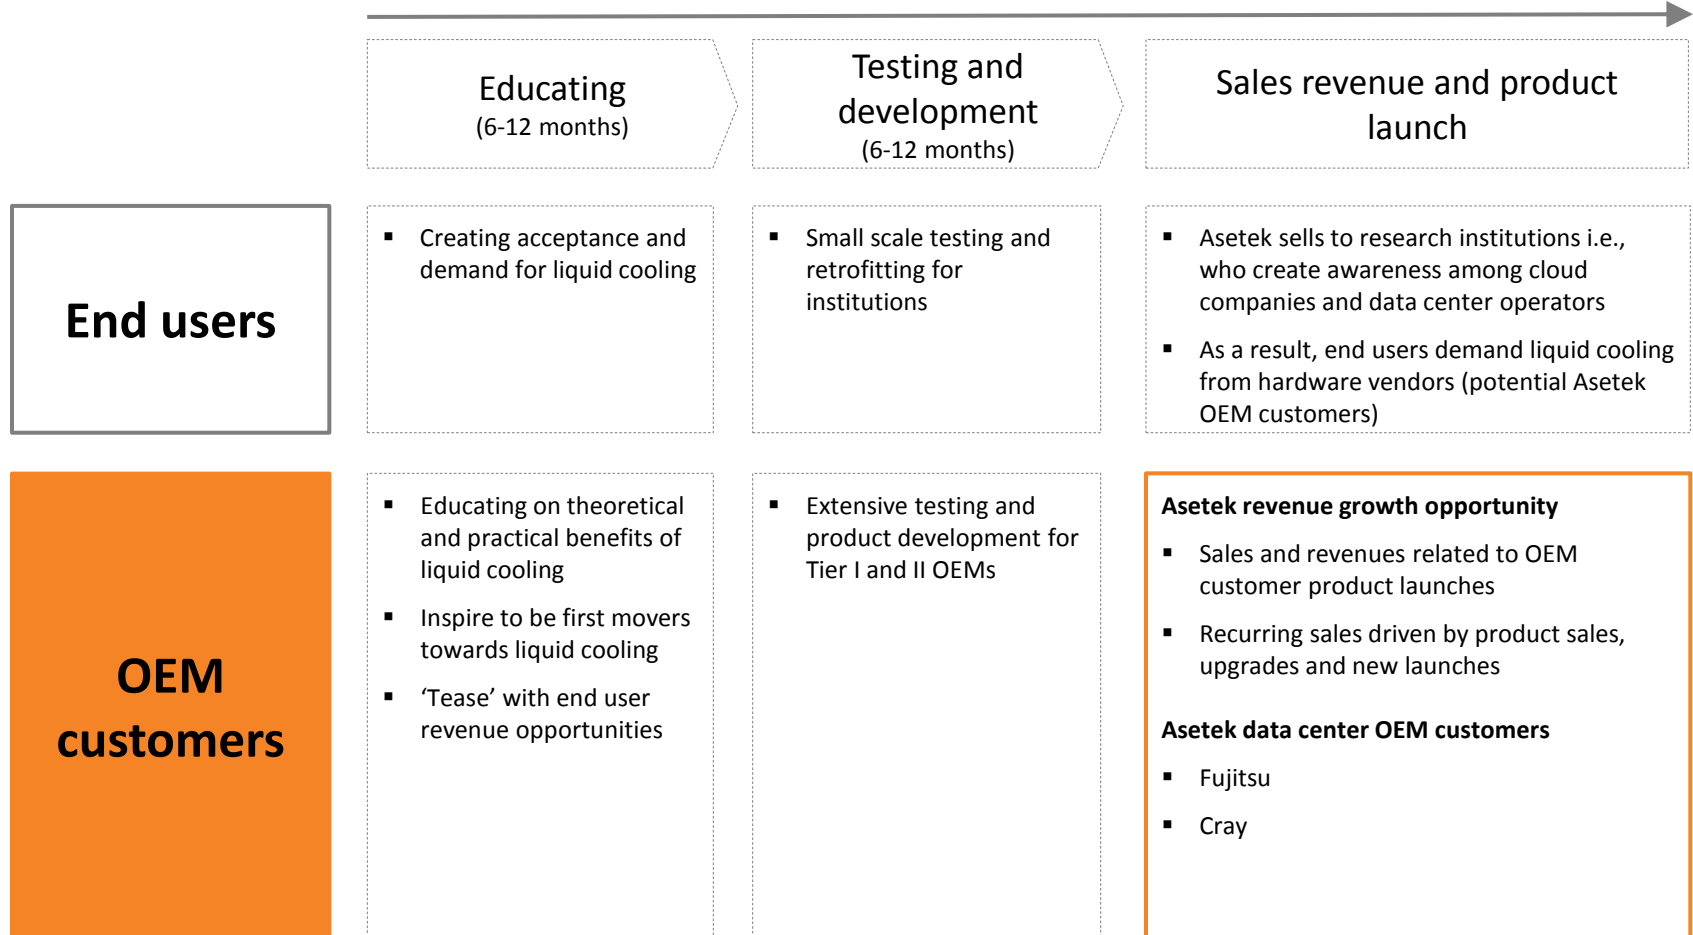 Educating
(6-12 months)
Testing and
development
(6-12 months)
Sales revenue and product
launch
End users
▪ Creating acceptance and
demand for liquid cooling
▪ Small scale testing and
retrofitting for
institutions
▪ Asetek sells to research institutions i.e.,
who create awareness among cloud
companies and data center operators
▪ As a result, end users demand liquid cooling
from hardware vendors (potential Asetek
OEM customers)
OEM
customers
▪ Educating on theoretical
and practical benefits of
liquid cooling
▪ Inspire to be first movers
towards liquid cooling
▪ ‘Tease’ with end user
revenue opportunities
▪ Extensive testing and
product development for
Tier I and II OEMs
Asetek revenue growth opportunity
▪ Sales and revenues related to OEM
customer product launches
▪ Recurring sales driven by product sales,
upgrades and new launches
Asetek data center OEM customers
▪ Fujitsu
▪ Cray